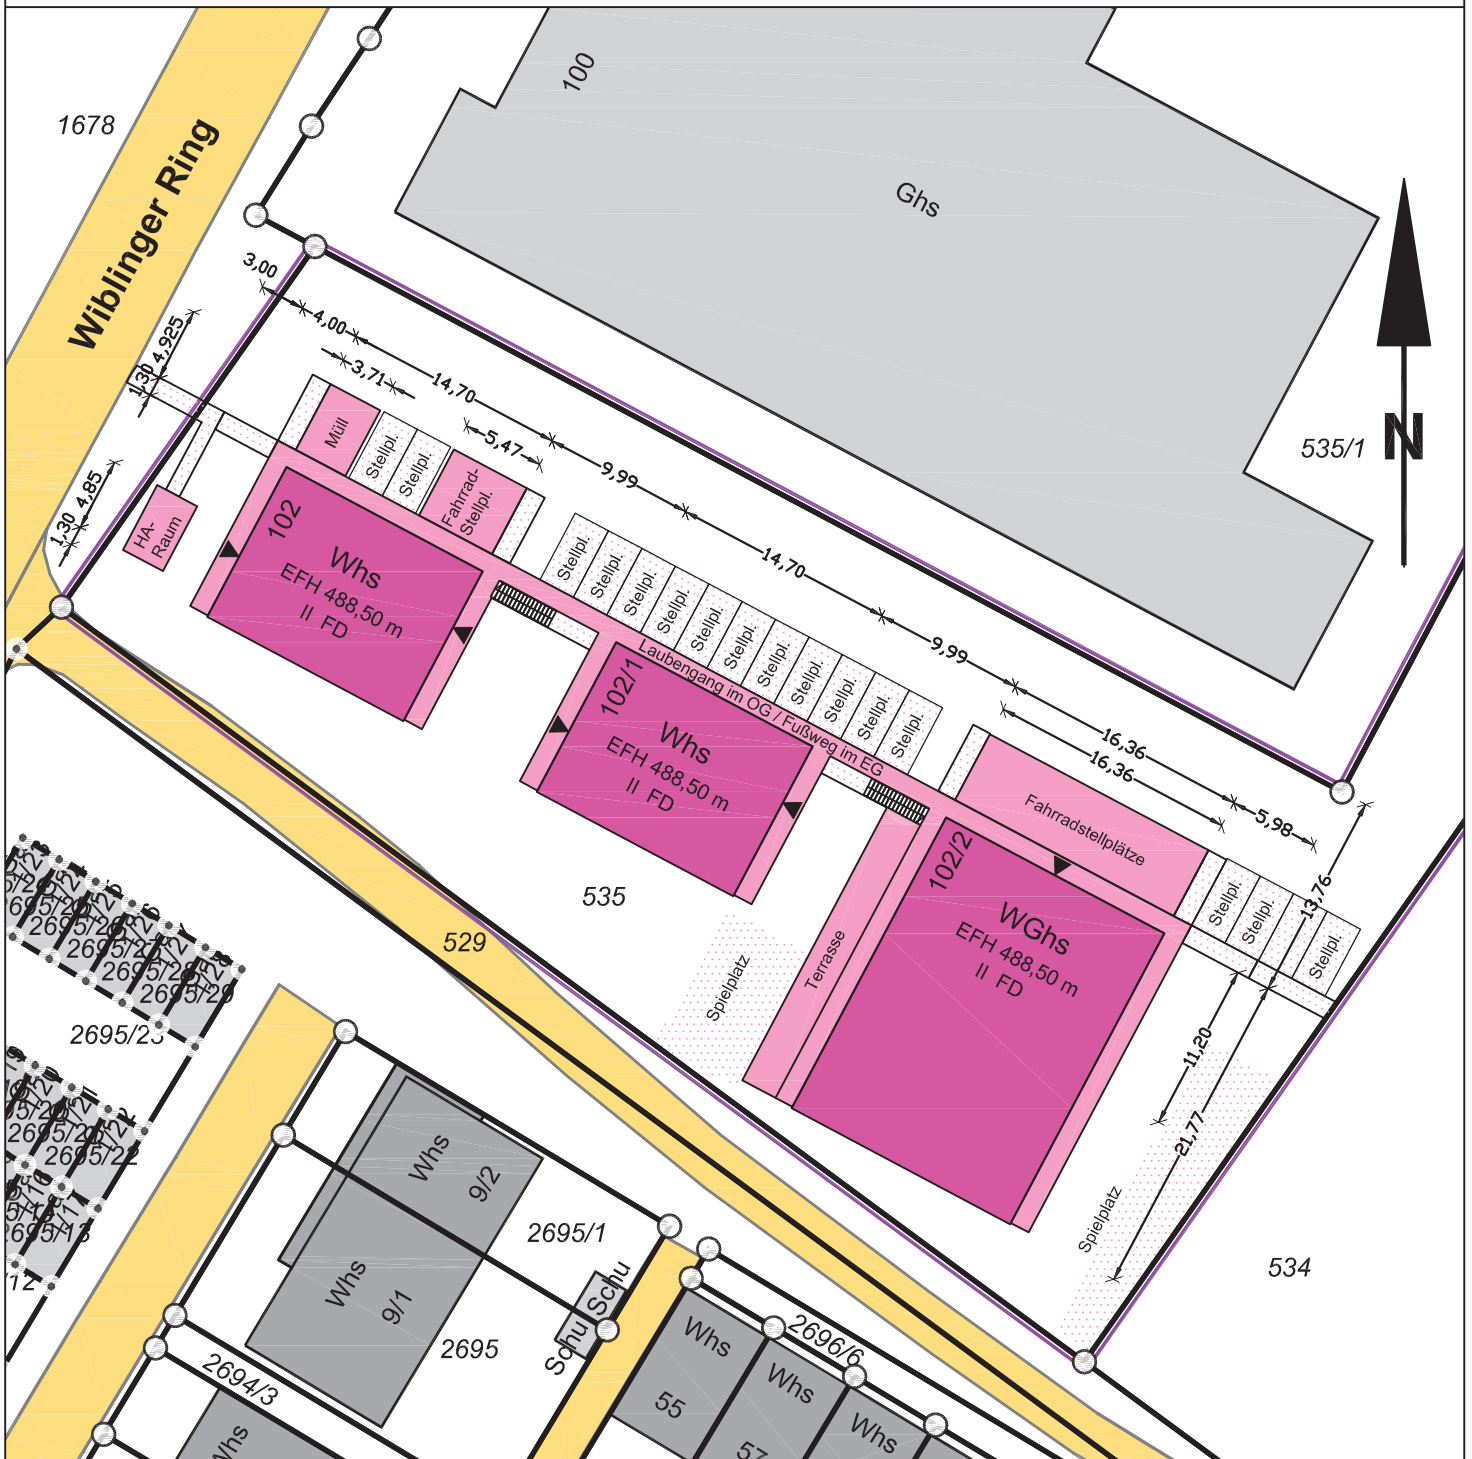 100
1678
Wiblinger Ring
Ghs
535/1
N
3,00
4,00
3,71
14,70
5,47
9,99
14,70
9,99
16,36
16,36
5,98
13,76
1,30
4,925
1,30
4,85
Müll
Stellpl.
Stellpl.
Fahrrad-
Stellpl.
HA-
Raum
102
Whs
EFH 488,50 m
II FD
Stellpl.
Stellpl.
Stellpl.
Stellpl.
Stellpl.
Stellpl.
Stellpl.
Stellpl.
Stellpl.
Stellpl.
Stellpl.
Laubengang im OG / Fußweg im EG
102/1
Whs
EFH 488,50 m
II FD
Fahrradstellplätze
Stellpl.
Stellpl.
Stellpl.
102/2
WGhs
EFH 488,50 m
II FD
Terrasse
Spielplatz
535
529
11,20
21,77
Spielplatz
534
2695/29
2695/23
2695/22
2695/13
Whs
9/2
Whs
9/1
2695/1
2695
Schu
Schu
2694/3
Whs
2696/6
Whs
55
Whs
57
Whs